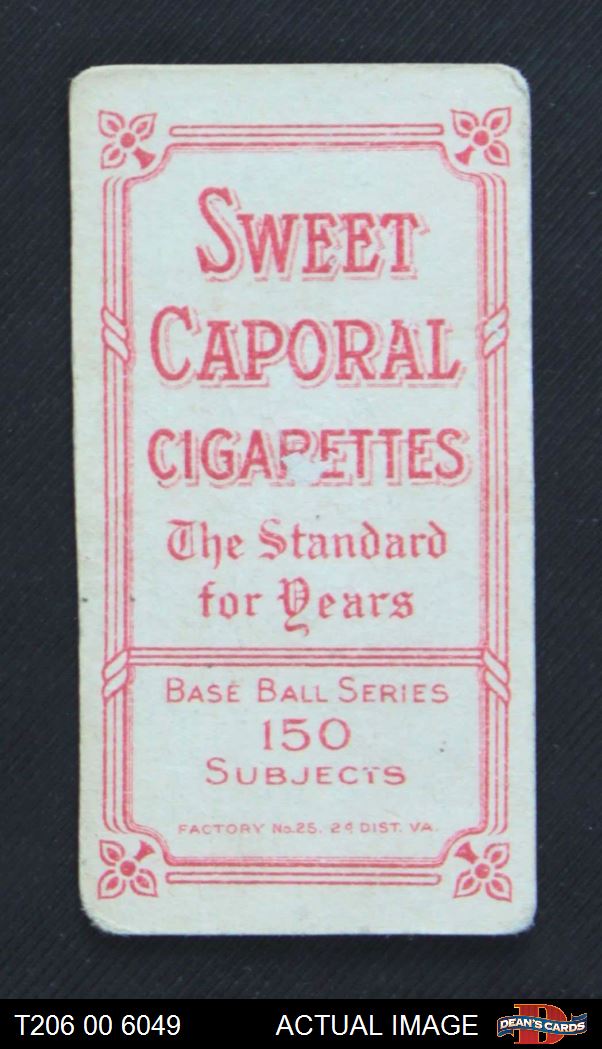 SWEET
CAPORAL
CIGARETTES
The Standard
for Years
BASE BALL SERIES
150
SUBJECTS
FACTORY No. 25. 2d DIST. VA.
T206 00 6049 ACTUAL IMAGE DEAN'S CARDS